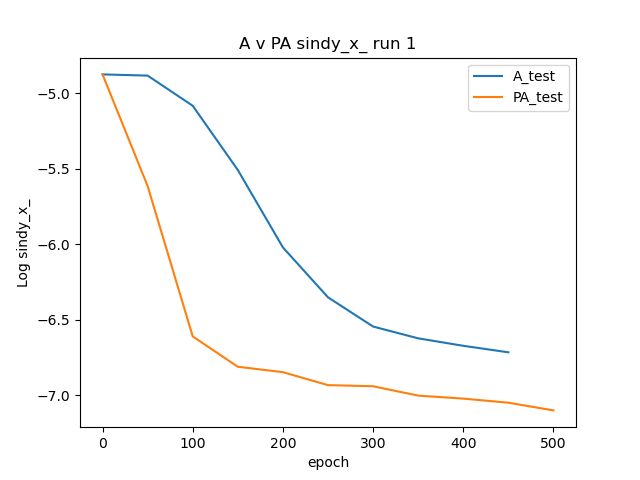 A v PA sindy_x_ run 1
A_test
PA_test
Log sindy_x_
−5.0
−5.5
−6.0
−6.5
−7.0
0 100 200 300 400 500
epoch